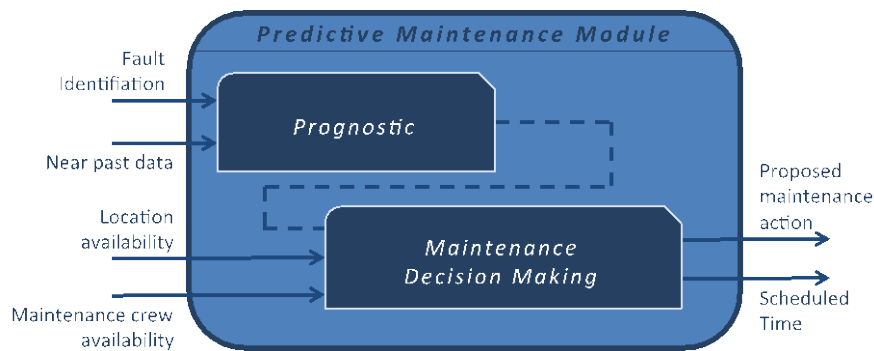 Predictive Maintenance Module
Fault
Identifiation
Prognostic
Near past data
Location
availability
Maintenance
Decision Making
Maintenance crew
availability
Proposed
maintenance
action
Scheduled
Time